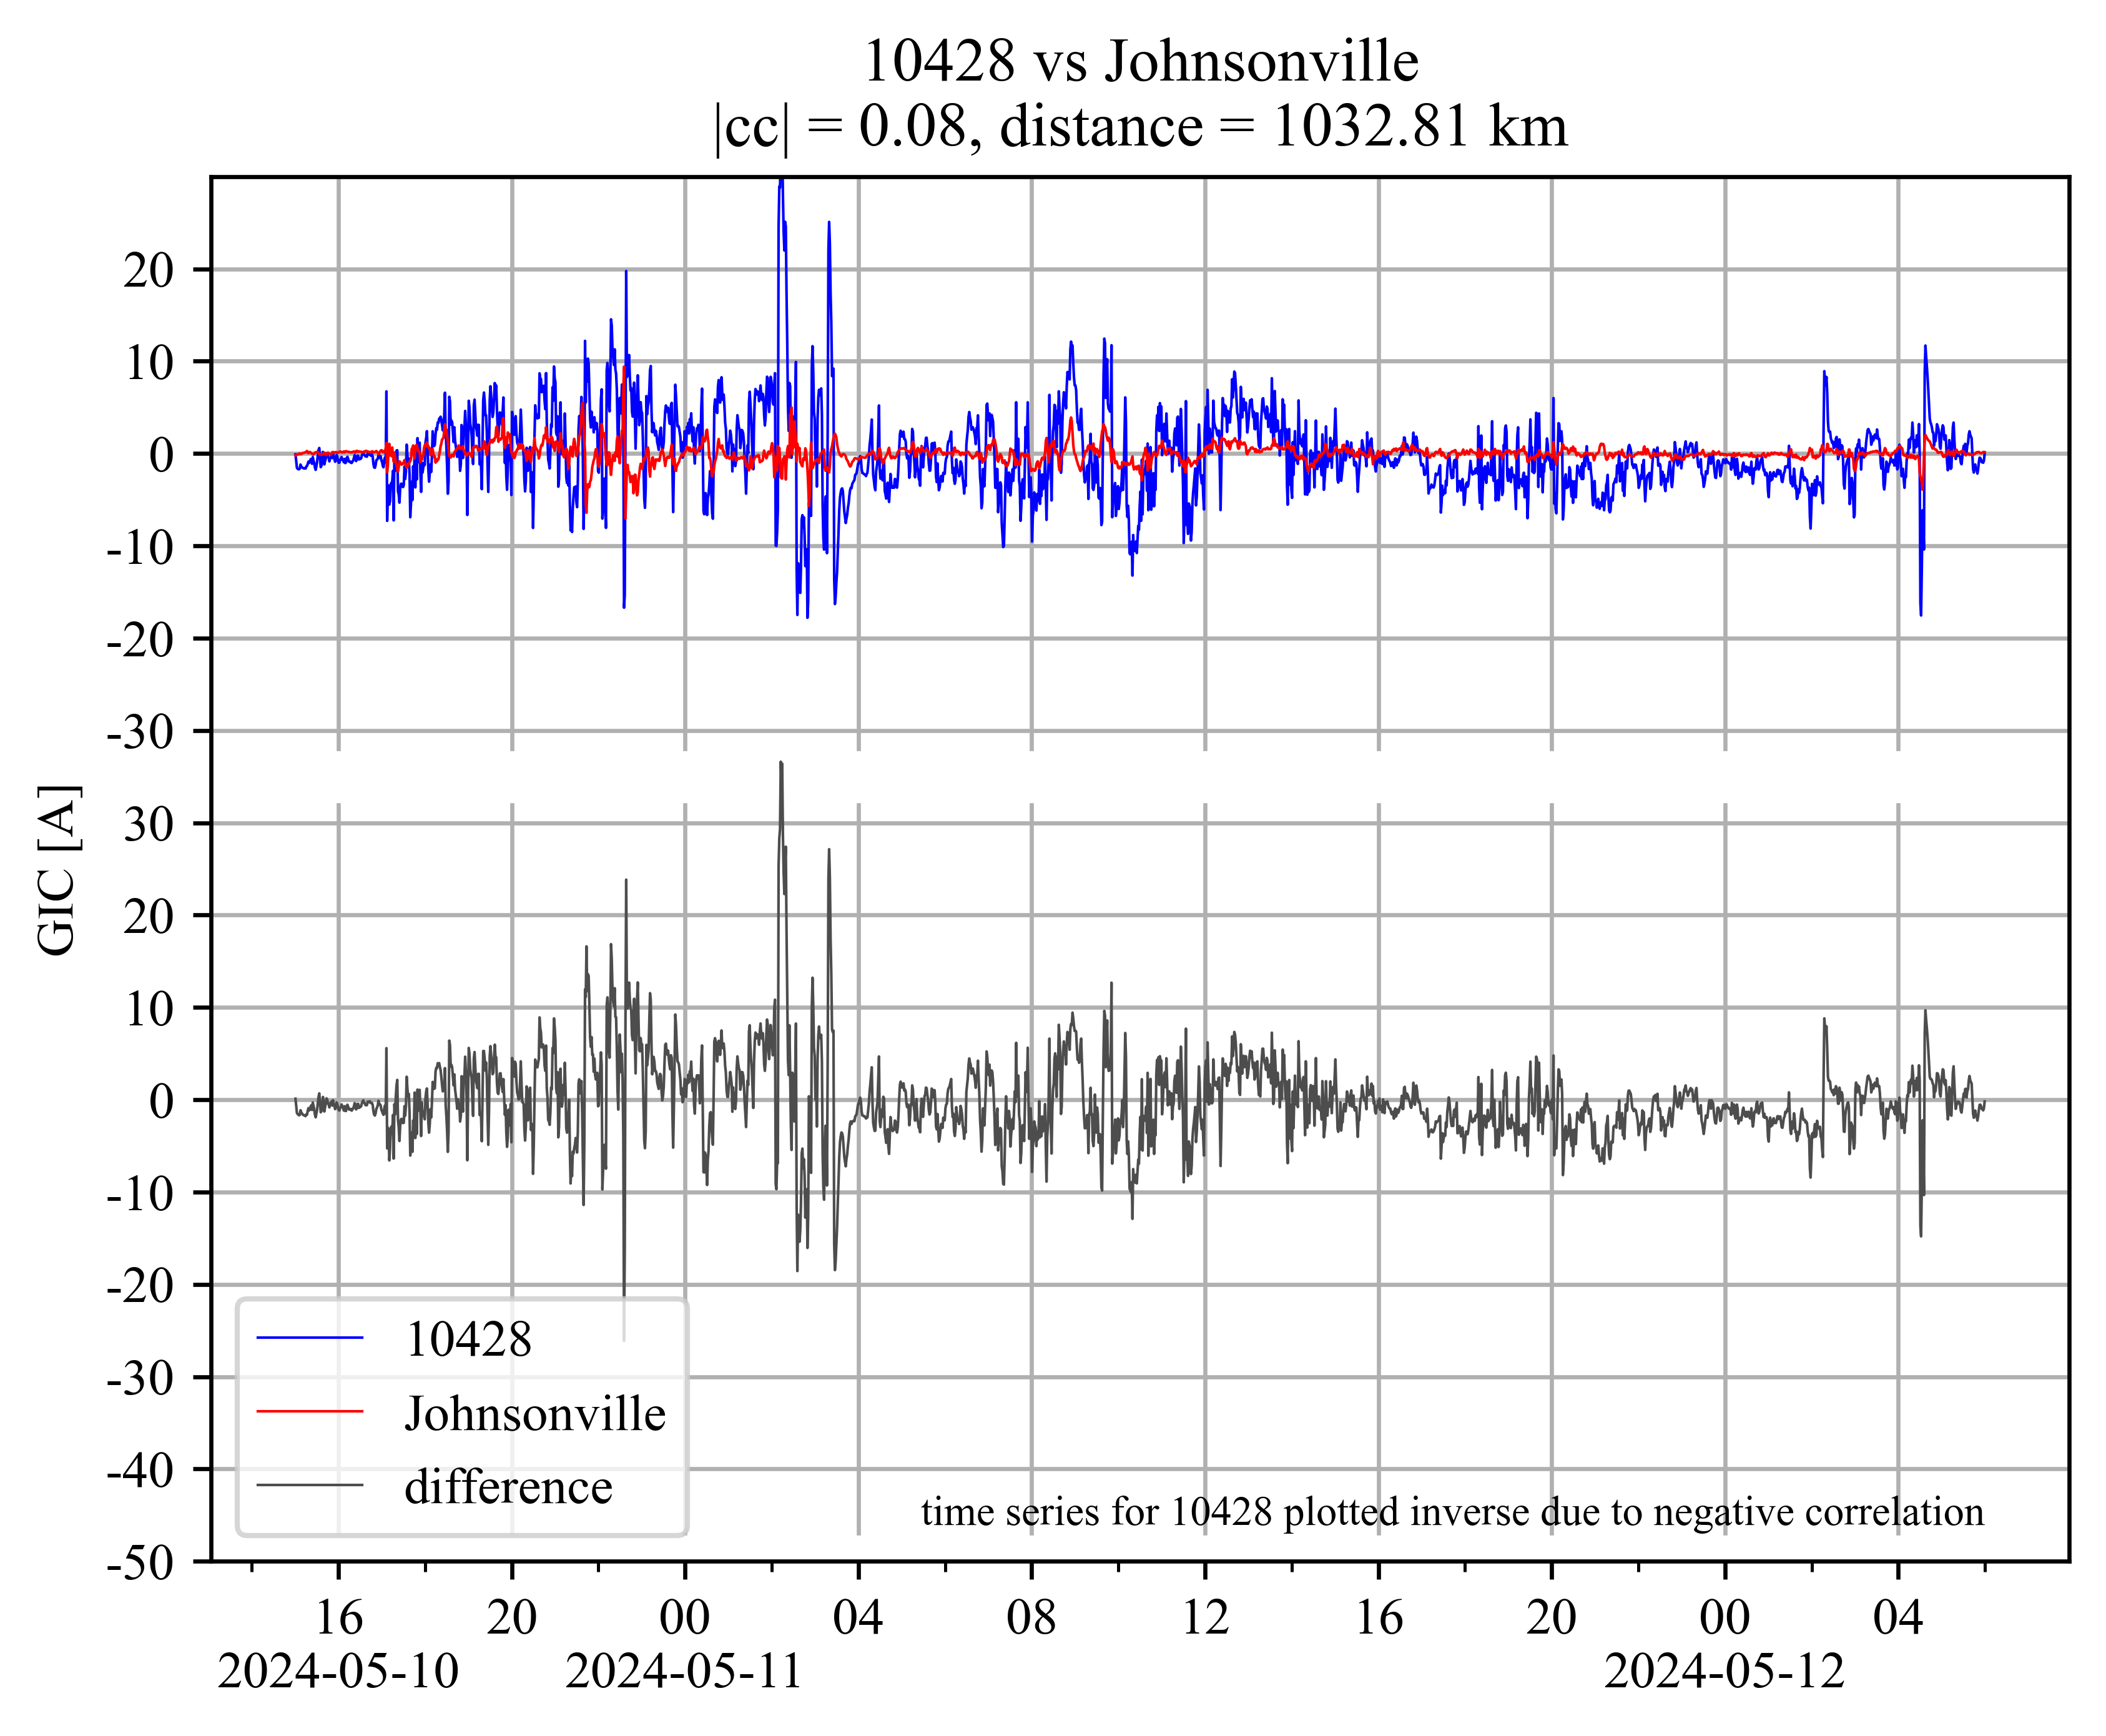 10428 vs Johnsonville
|cc| = 0.08, distance = 1032.81 km
GIC [A]
20
10
0
-10
-20
-30
30
20
10
0
-10
-20
-30
-40
-50
10428
Johnsonville
difference
time series for 10428 plotted inverse due to negative correlation
16 20 00 04 08 12 16 20 00 04
2024-05-10 2024-05-11 2024-05-12